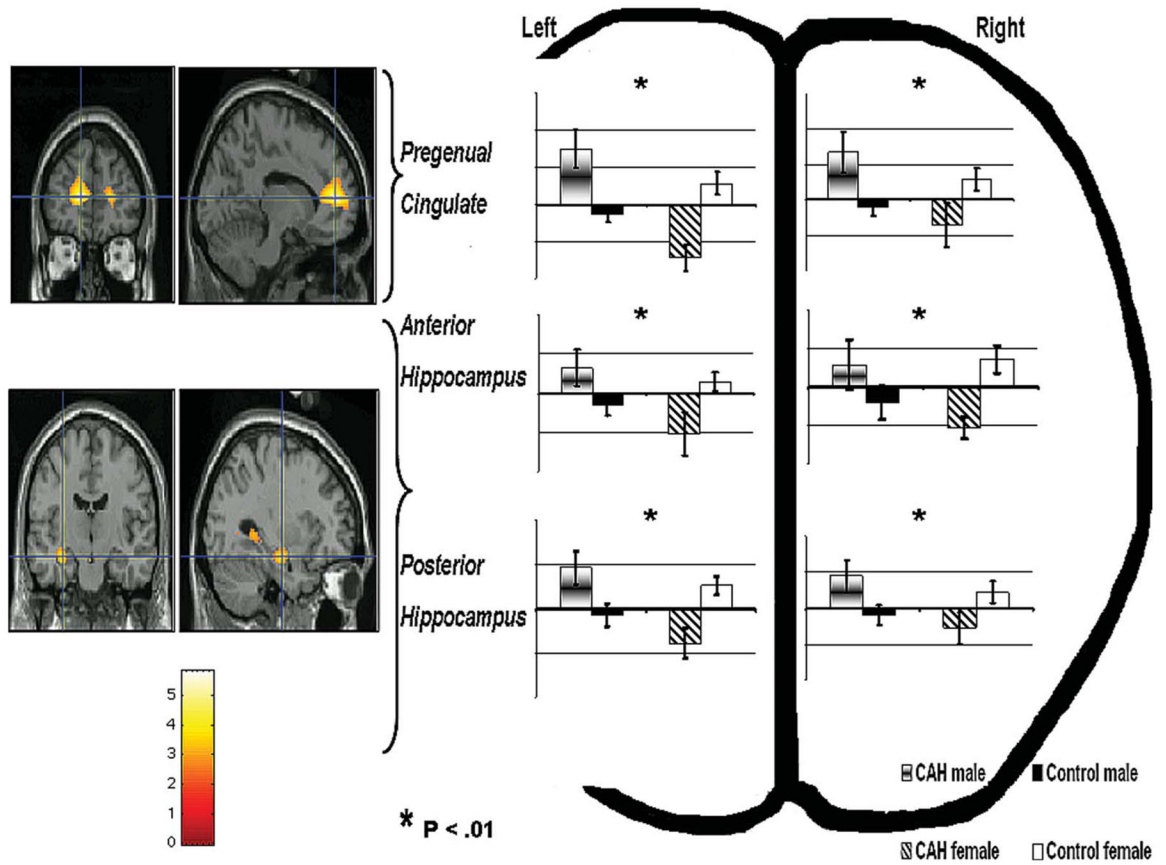 Left
Right
*
*
Pregenual
Cingulate
Anterior
Hippocampus
*
*
Posterior
Hippocampus
*
*
5
4
3
2
1
0
* P < .01
CAH male
Control male
CAH female
Control female